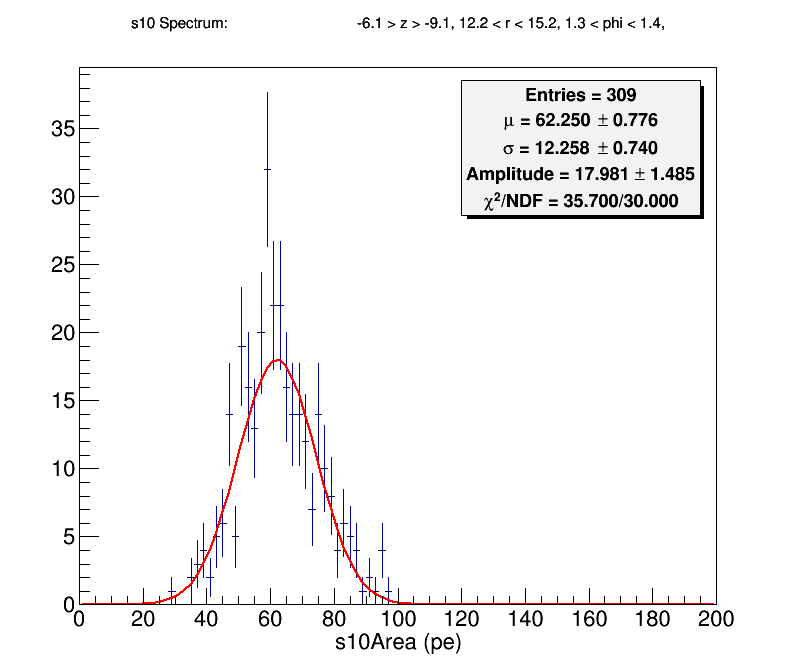 s10 Spectrum: -6.1 > z > -9.1, 12.2 < r < 15.2, 1.3 < phi < 1.4,
Entries = 309
μ = 62.250 ± 0.776
σ = 12.258 ± 0.740
Amplitude = 17.981 ± 1.485
χ²/NDF = 35.700/30.000
35
30
25
20
15
10
5
0
0 20 40 60 80 100 120 140 160 180 200
s10Area (pe)